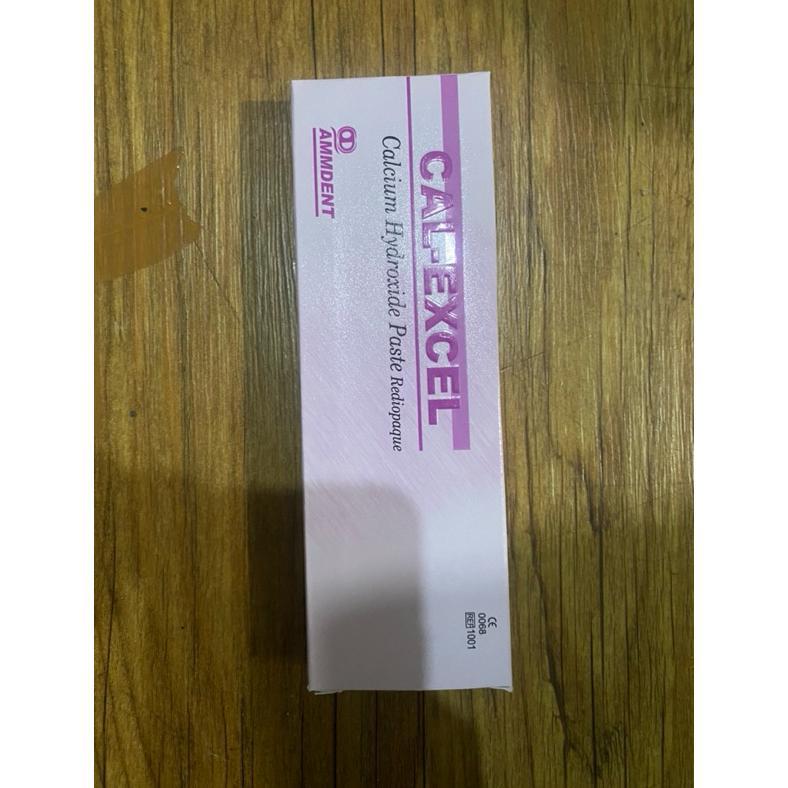 CAL-EXCEL
Calcium Hydroxide Paste Rediopaque
AMMDENT
CE
0068
REF 1001